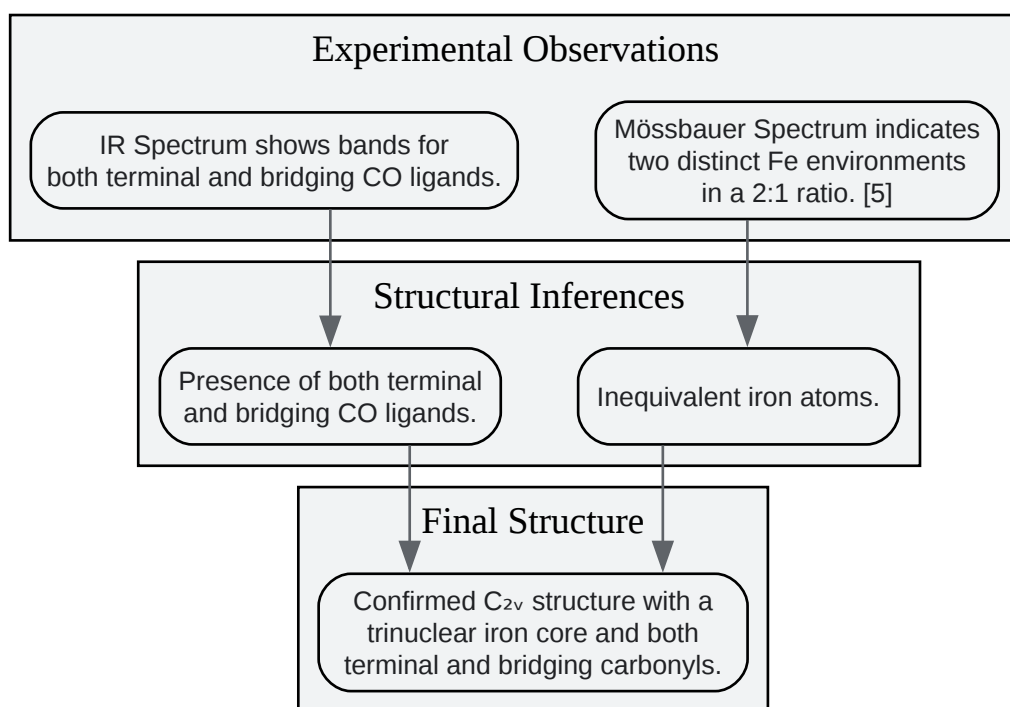 Experimental Observations
IR Spectrum shows bands for
both terminal and bridging CO ligands.
Mössbauer Spectrum indicates
two distinct Fe environments
in a 2:1 ratio. [5]
Structural Inferences
Presence of both terminal
and bridging CO ligands.
Inequivalent iron atoms.
Final Structure
Confirmed C₂ᵥ structure with a
trinuclear iron core and both
terminal and bridging carbonyls.